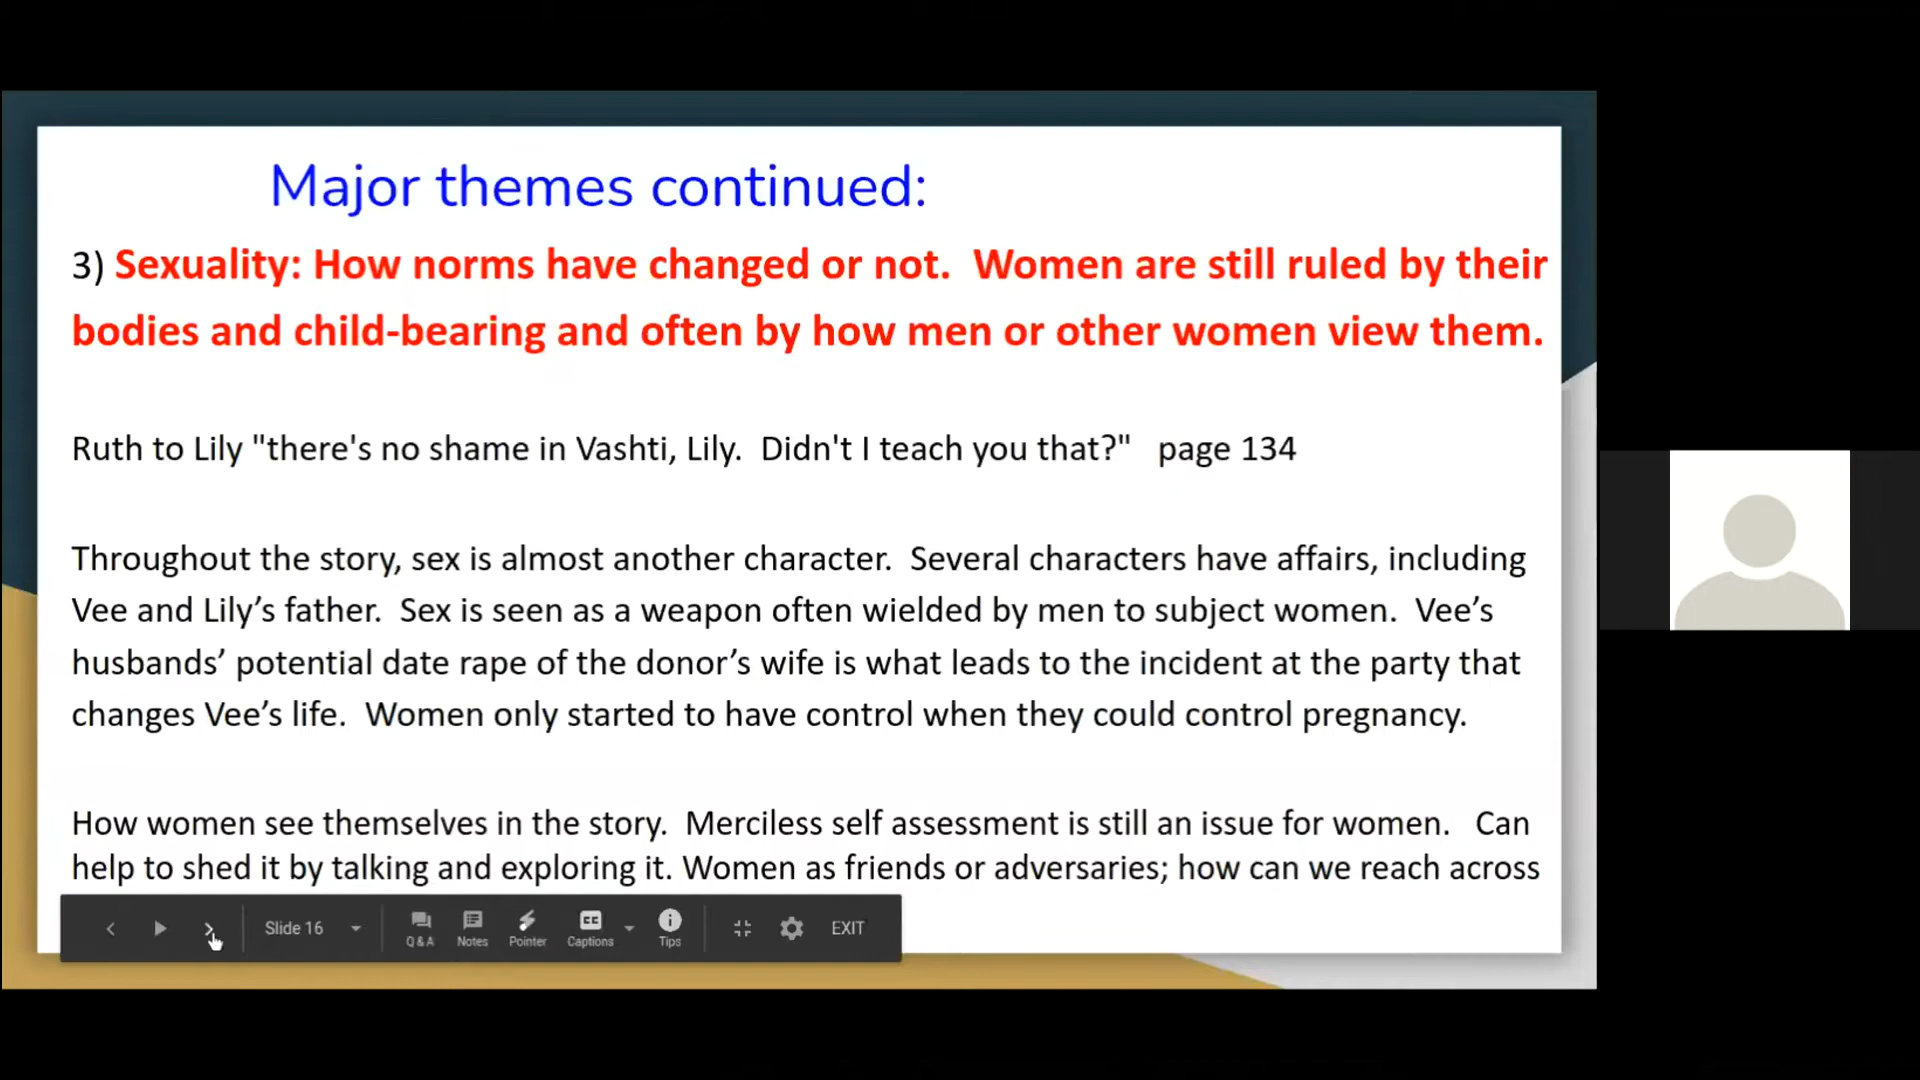 Major themes continued:
3) Sexuality: How norms have changed or not.  Women are still ruled by their
bodies and child-bearing and often by how men or other women view them.
Ruth to Lily "there's no shame in Vashti, Lily.  Didn't I teach you that?"   page 134
Throughout the story, sex is almost another character.  Several characters have affairs, including
Vee and Lily’s father.  Sex is seen as a weapon often wielded by men to subject women.  Vee’s
husbands’ potential date rape of the donor’s wife is what leads to the incident at the party that
changes Vee’s life.  Women only started to have control when they could control pregnancy.
How women see themselves in the story.  Merciless self assessment is still an issue for women.   Can
help to shed it by talking and exploring it. Women as friends or adversaries; how can we reach across
Slide 16
Q & A
Notes
Pointer
CC
Captions
Tips
EXIT